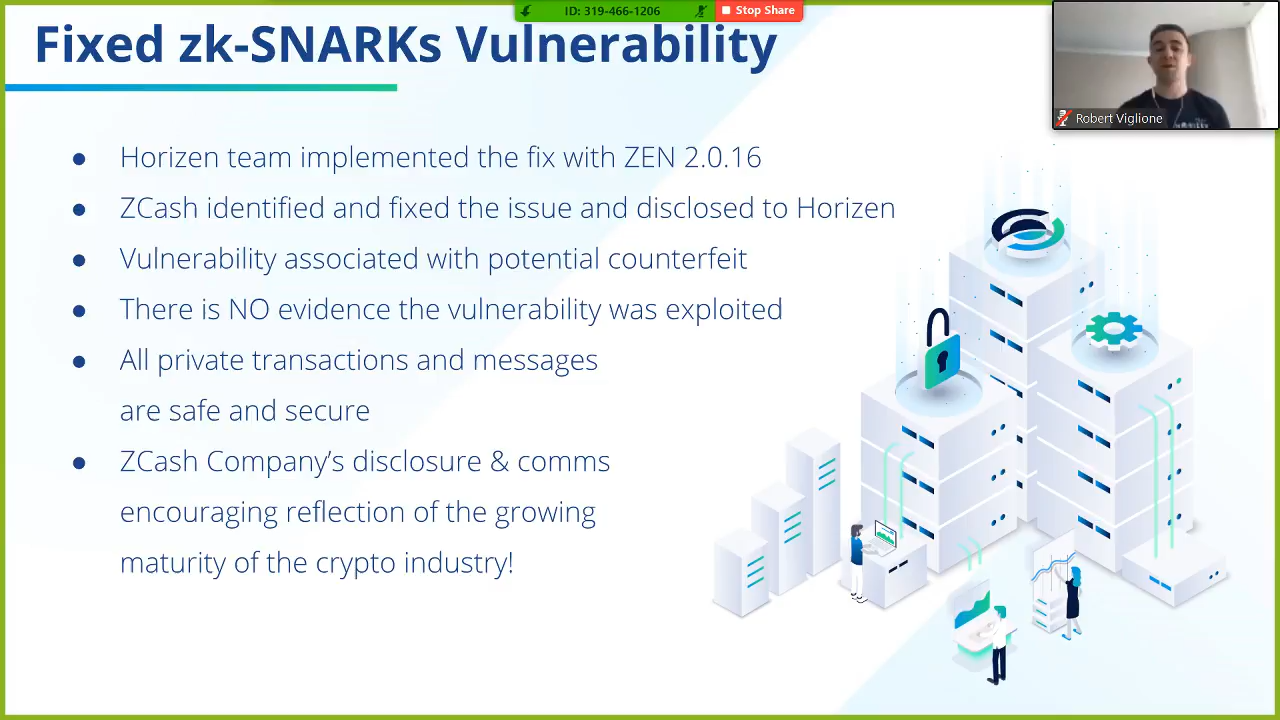 ID: 319-466-1206
Stop Share
Fixed zk-SNARKs Vulnerability
Robert Viglione
● Horizen team implemented the fix with ZEN 2.0.16
● ZCash identified and fixed the issue and disclosed to Horizen
● Vulnerability associated with potential counterfeit
● There is NO evidence the vulnerability was exploited
● All private transactions and messages
are safe and secure
● ZCash Company’s disclosure & comms
encouraging reflection of the growing
maturity of the crypto industry!